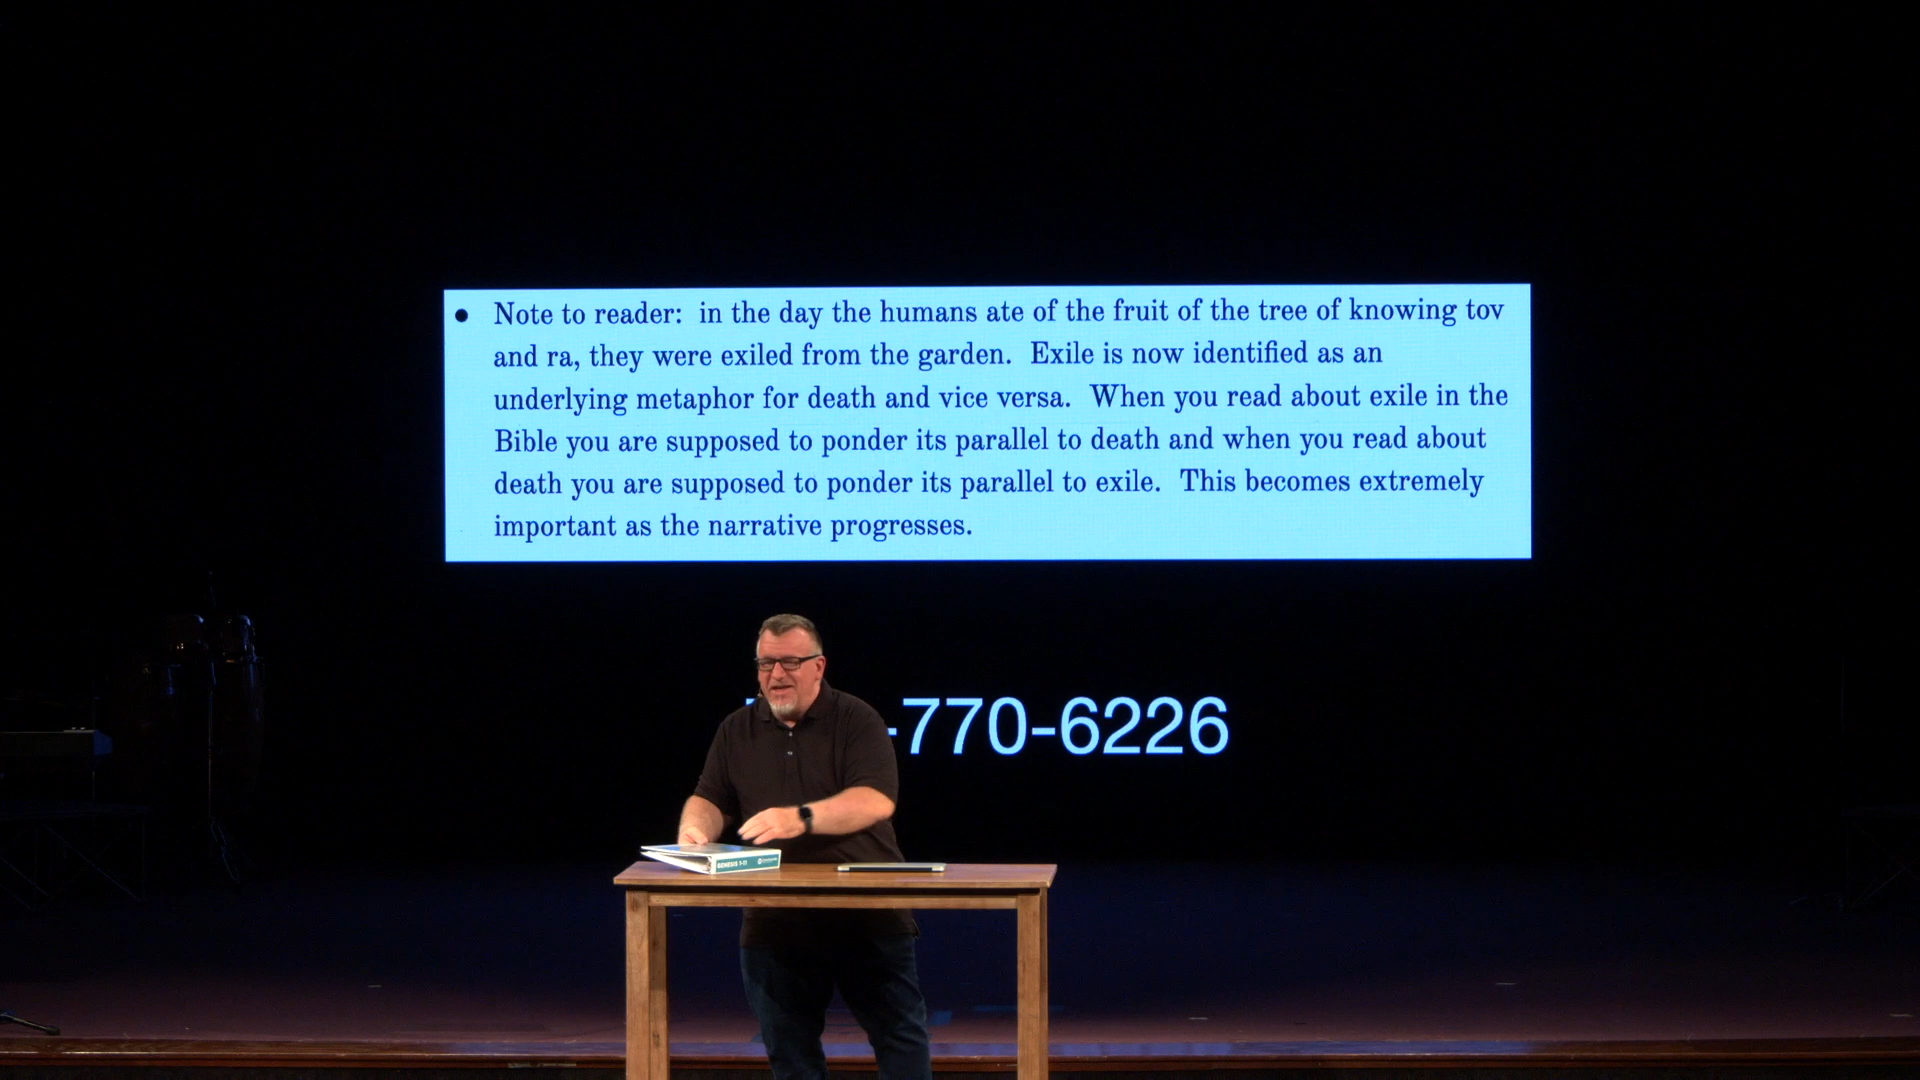 ● Note to reader: in the day the humans ate of the fruit of the tree of knowing tov
and ra, they were exiled from the garden. Exile is now identified as an
underlying metaphor for death and vice versa. When you read about exile in the
Bible you are supposed to ponder its parallel to death and when you read about
death you are supposed to ponder its parallel to exile. This becomes extremely
important as the narrative progresses.
-770-6226
GENESIS 1-11